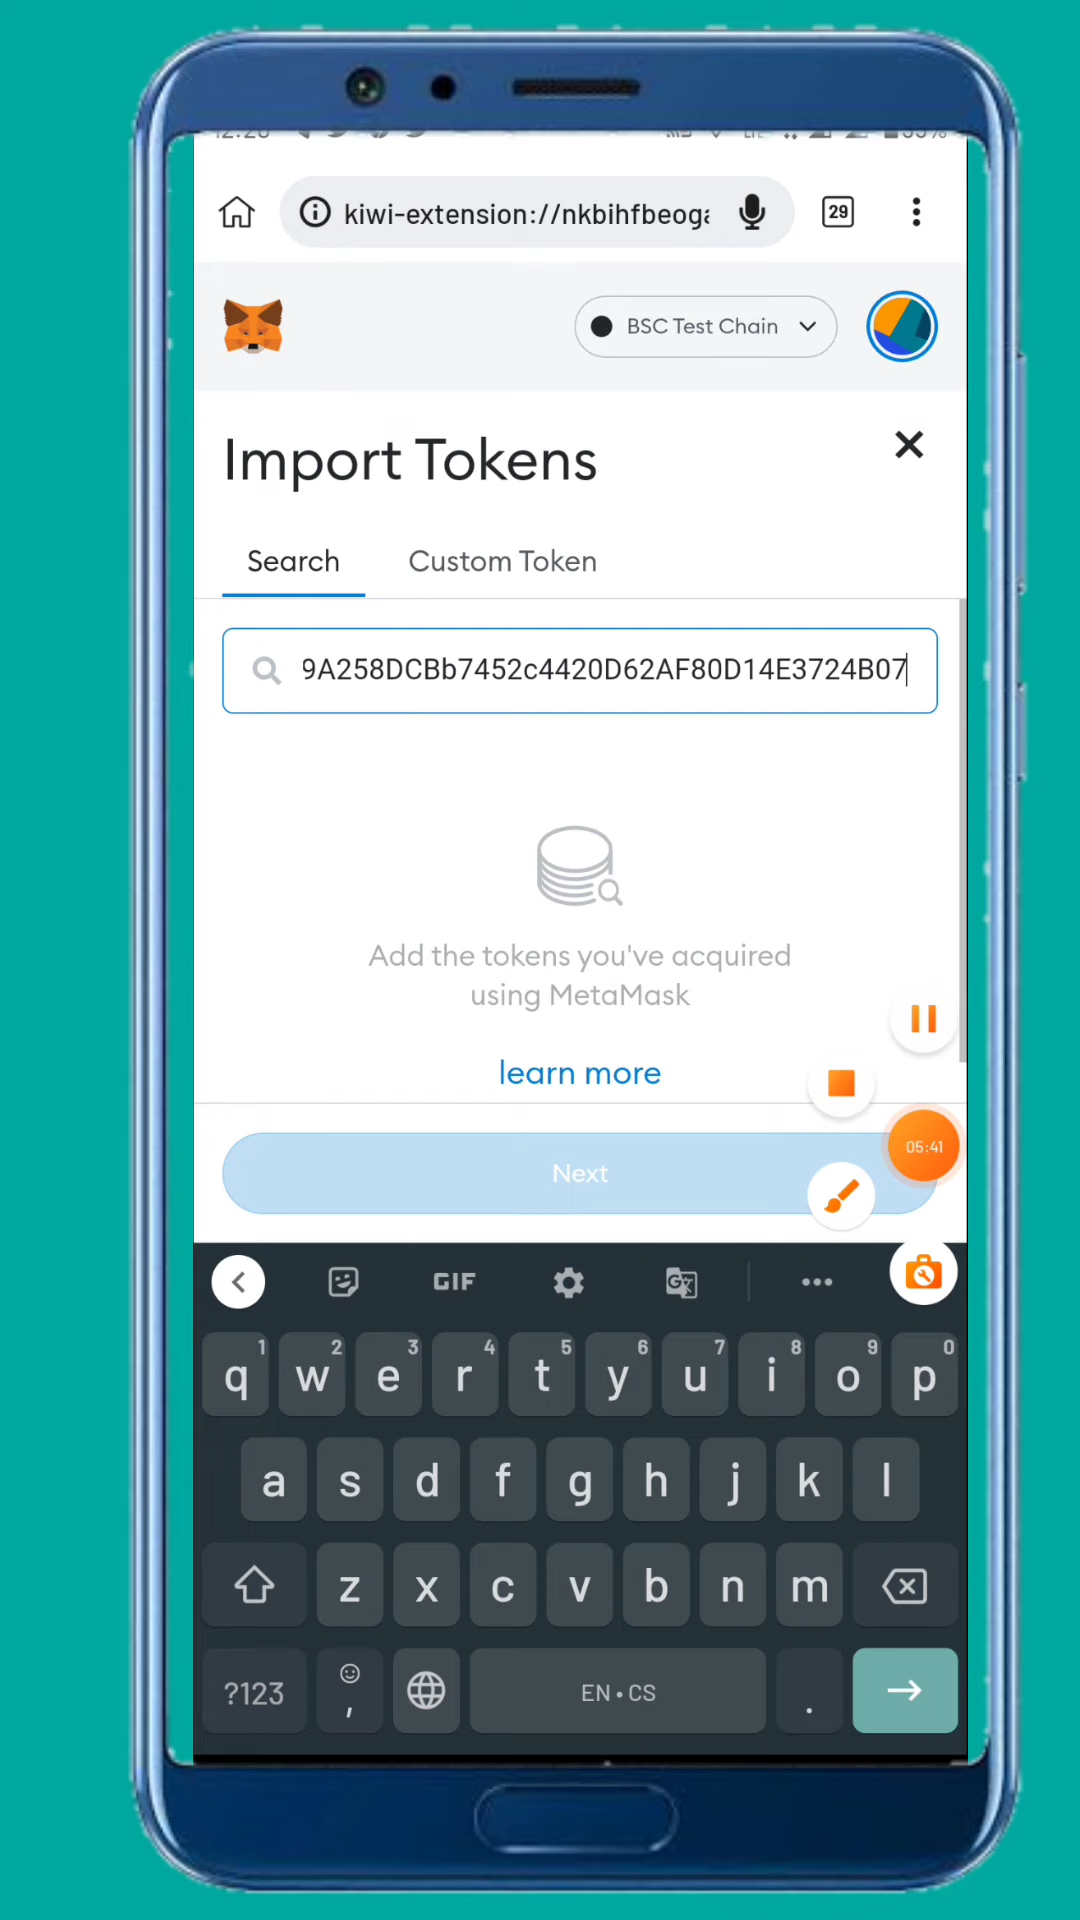 kiwi-extension://nkbihfbeoga
29
BSC Test Chain
Import Tokens
Search
Custom Token
9A258DCBb7452c4420D62AF80D14E3724B07
Add the tokens you've acquired
using MetaMask
learn more
05:41
Next
GIF
1 2 3 4 5 6 7 8 9 0
q w e r t y u i o p
a s d f g h j k l
z x c v b n m
?123 , EN • CS .